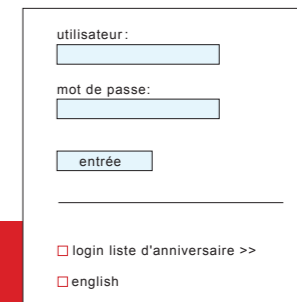 utilisateur:
mot de passe:
entrée
login liste d'anniversaire >>
english